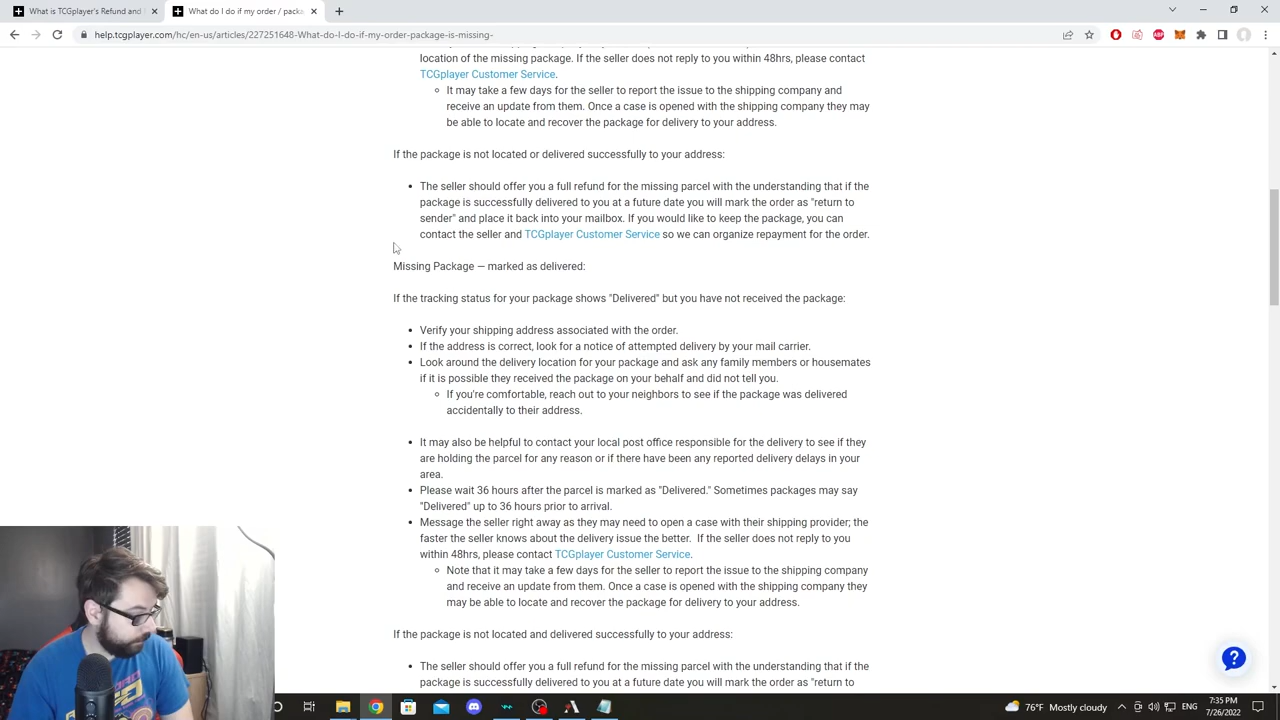 What is TCGplayer's Refund and
What do I do if my order / packa
help.tcgplayer.com/hc/en-us/articles/227251648-What-do-I-do-if-my-order-package-is-missing-
location of the missing package. If the seller does not reply to you within 48hrs, please contact
TCGplayer Customer Service.
It may take a few days for the seller to report the issue to the shipping company and
receive an update from them. Once a case is opened with the shipping company they may
be able to locate and recover the package for delivery to your address.
If the package is not located or delivered successfully to your address:
The seller should offer you a full refund for the missing parcel with the understanding that if the
package is successfully delivered to you at a future date you will mark the order as "return to
sender" and place it back into your mailbox. If you would like to keep the package, you can
contact the seller and TCGplayer Customer Service so we can organize repayment for the order.
Missing Package — marked as delivered:
If the tracking status for your package shows "Delivered" but you have not received the package:
Verify your shipping address associated with the order.
If the address is correct, look for a notice of attempted delivery by your mail carrier.
Look around the delivery location for your package and ask any family members or housemates
if it is possible they received the package on your behalf and did not tell you.
If you're comfortable, reach out to your neighbors to see if the package was delivered
accidentally to their address.
It may also be helpful to contact your local post office responsible for the delivery to see if they
are holding the parcel for any reason or if there have been any reported delivery delays in your
area.
Please wait 36 hours after the parcel is marked as "Delivered." Sometimes packages may say
"Delivered" up to 36 hours prior to arrival.
Message the seller right away as they may need to open a case with their shipping provider; the
faster the seller knows about the delivery issue the better.  If the seller does not reply to you
within 48hrs, please contact TCGplayer Customer Service.
Note that it may take a few days for the seller to report the issue to the shipping company
and receive an update from them. Once a case is opened with the shipping company they
may be able to locate and recover the package for delivery to your address.
If the package is not located and delivered successfully to your address:
The seller should offer you a full refund for the missing parcel with the understanding that if the
package is successfully delivered to you at a future date you will mark the order as "return to
76°F Mostly cloudy
7:35 PM
7/26/2022